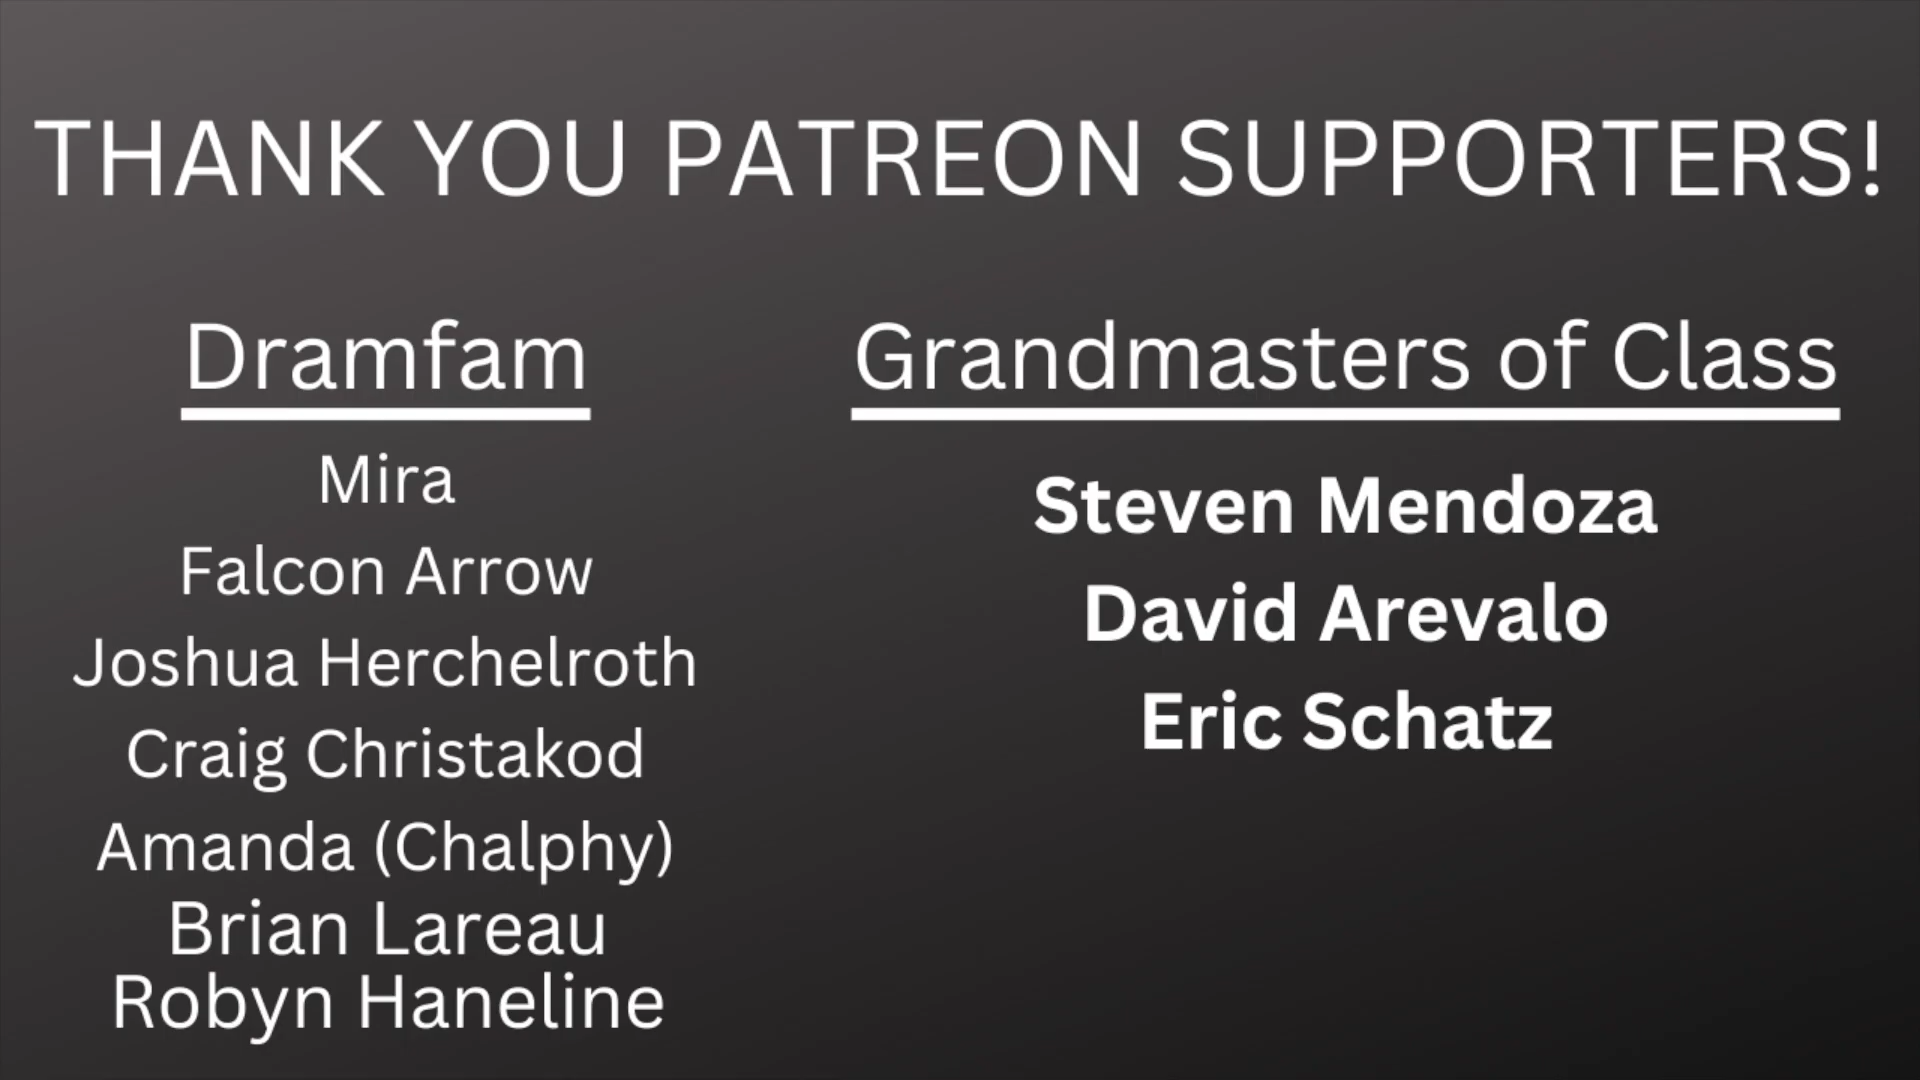 THANK YOU PATREON SUPPORTERS!
Dramfam
Mira
Falcon Arrow
Joshua Herchelroth
Craig Christakod
Amanda (Chalphy)
Brian Lareau
Robyn Haneline
Grandmasters of Class
Steven Mendoza
David Arevalo
Eric Schatz